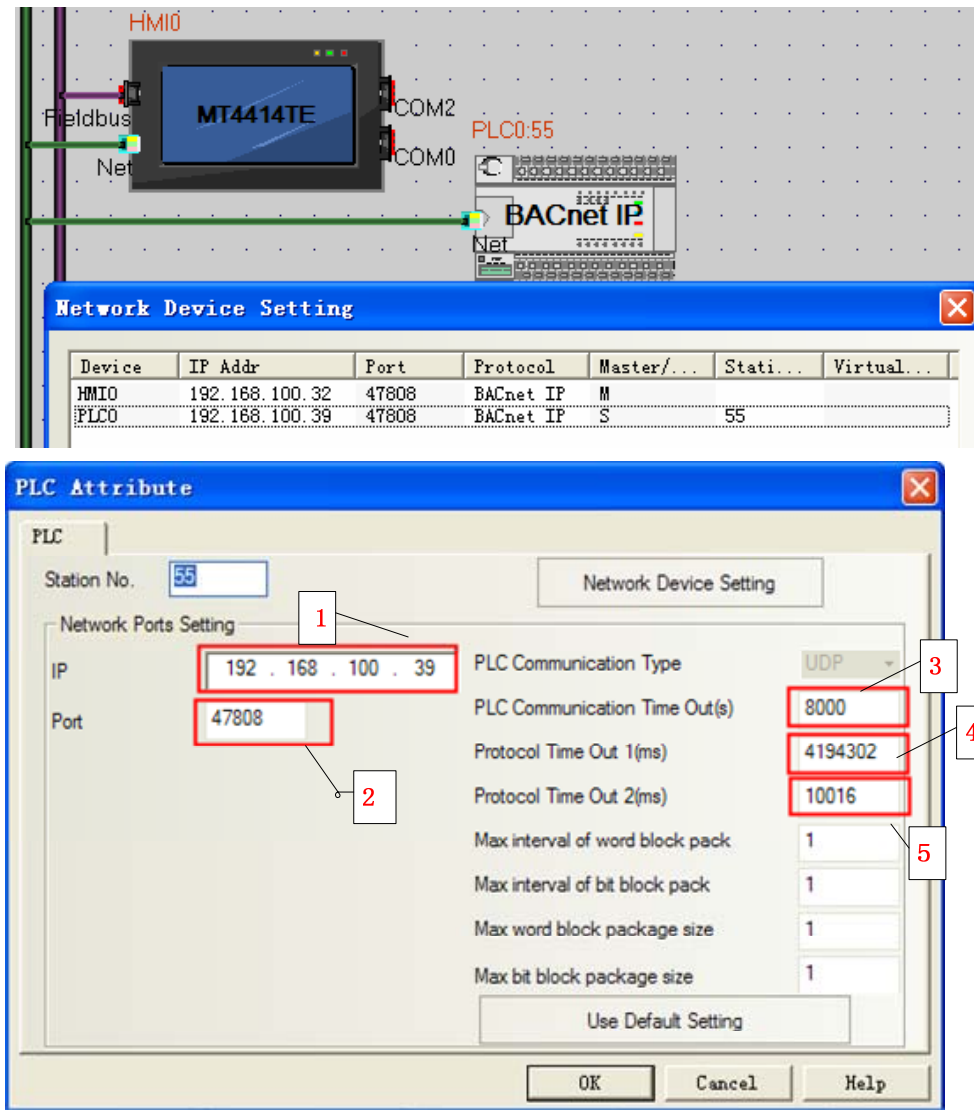 HMI0
MT4414TE
Fieldbus
Net
COM2
COM0
PLC0:55
BACnet IP
Net
Network Device Setting
Device IP Addr Port Protocol Master/... Stati... Virtual...
HMI0 192.168.100.32 47808 BACnet IP M
PLC0 192.168.100.39 47808 BACnet IP S 55
PLC Attribute
PLC
Station No. 55
Network Device Setting
Network Ports Setting
1
IP 192 . 168 . 100 . 39
PLC Communication Type UDP
3
Port 47808
PLC Communication Time Out(s) 8000
4
Protocol Time Out 1(ms) 4194302
2
Protocol Time Out 2(ms) 10016
5
Max interval of word block pack 1
Max interval of bit block pack 1
Max word block package size 1
Max bit block package size 1
Use Default Setting
OK Cancel Help